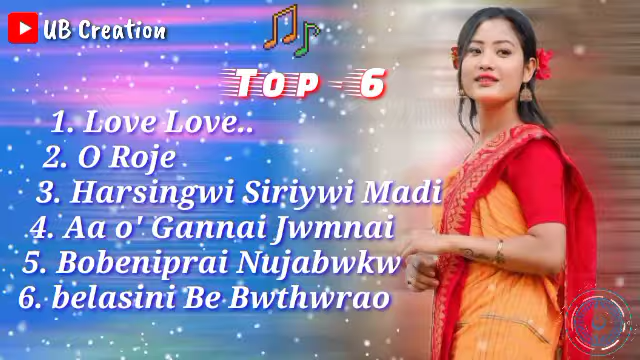 UB Creation
Top - 6
1. Love Love..
2. O Roje
3. Harsingwi Siriywi Madi
4. Aa o' Gannai Jwmnai
5. Bobeniprai Nujabwkw
6. belasini Be Bwthwrao